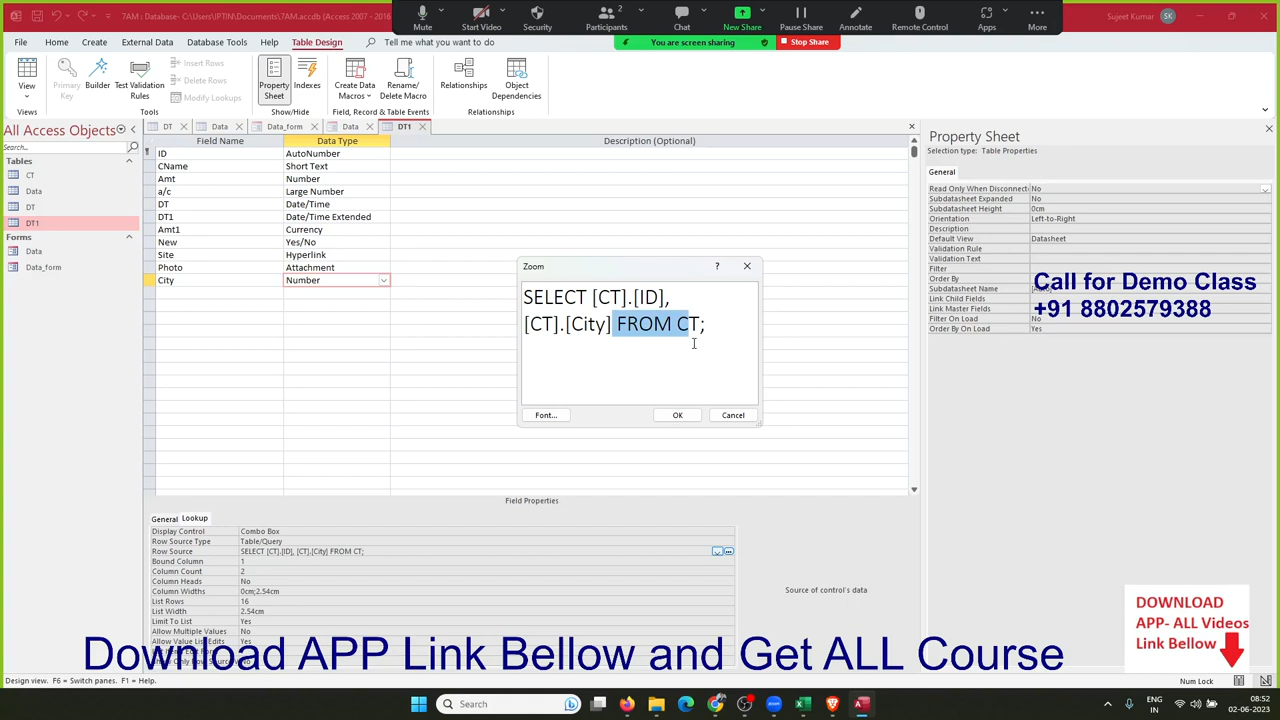 7AM : Database- C:\Users\JPTIN\Documents\7AM.accdb (Access 2007 - 2016
Mute
Start Video
Security
Participants 2
Chat
New Share
Pause Share
Annotate
Remote Control
Apps
More
Sujeet Kumar SK
You are screen sharing
Stop Share
File Home Create External Data Database Tools Help Table Design Tell me what you want to do
View
Primary Key
Builder
Test Validation Rules
Insert Rows
Delete Rows
Modify Lookups
Property Sheet
Indexes
Create Data Macros
Rename/ Delete Macro
Relationships
Object Dependencies
Views
Tools
Show/Hide
Field, Record & Table Events
Relationships
All Access Objects
Search...
Tables
CT
Data
DT
DT1
Forms
Data
Data_form
DT Data Data_form Data DT1
Field Name Data Type Description (Optional)
ID AutoNumber
CName Short Text
Amt Number
a/c Large Number
DT Date/Time
DT1 Date/Time Extended
Amt1 Currency
New Yes/No
Site Hyperlink
Photo Attachment
City Number
Zoom ?
SELECT [CT].[ID],
[CT].[City] FROM CT;
Font... OK Cancel
Property Sheet
Selection type: Table Properties
General
Read Only When Disconnect No
Subdatasheet Expanded No
Subdatasheet Height 0cm
Orientation Left-to-Right
Description
Default View Datasheet
Validation Rule
Validation Text
Filter
Order By
Subdatasheet Name
Link Child Fields
Link Master Fields
Filter On Load No
Order By On Load Yes
Call for Demo Class
+91 8802579388
Field Properties
General Lookup
Display Control Combo Box
Row Source Type Table/Query
Row Source SELECT [CT].[ID], [CT].[City] FROM CT;
Bound Column 1
Column Count 2
Column Heads No
Column Widths 0cm;2.54cm
List Rows 16
List Width 2.54cm
Limit To List Yes
Allow Multiple Values No
Allow Value List Edits Yes
Source of control's data
DOWNLOAD
APP- ALL Videos
Link Bellow
Download APP Link Bellow and Get ALL Course
Design view. F6 = Switch panels. F1 = Help.
Num Lock
Search
ENG
IN
08:52
02-06-2023